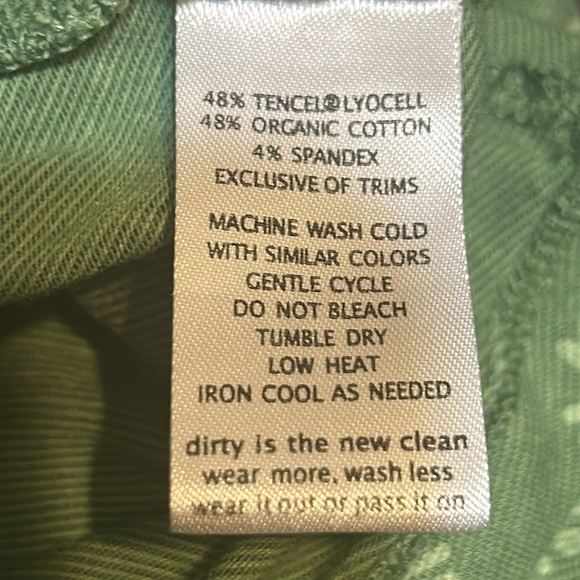 48% TENCEL® LYOCELL
48% ORGANIC COTTON
4% SPANDEX
EXCLUSIVE OF TRIMS
MACHINE WASH COLD
WITH SIMILAR COLORS
GENTLE CYCLE
DO NOT BLEACH
TUMBLE DRY
LOW HEAT
IRON COOL AS NEEDED
dirty is the new clean
wear more, wash less
wear it out or pass it on